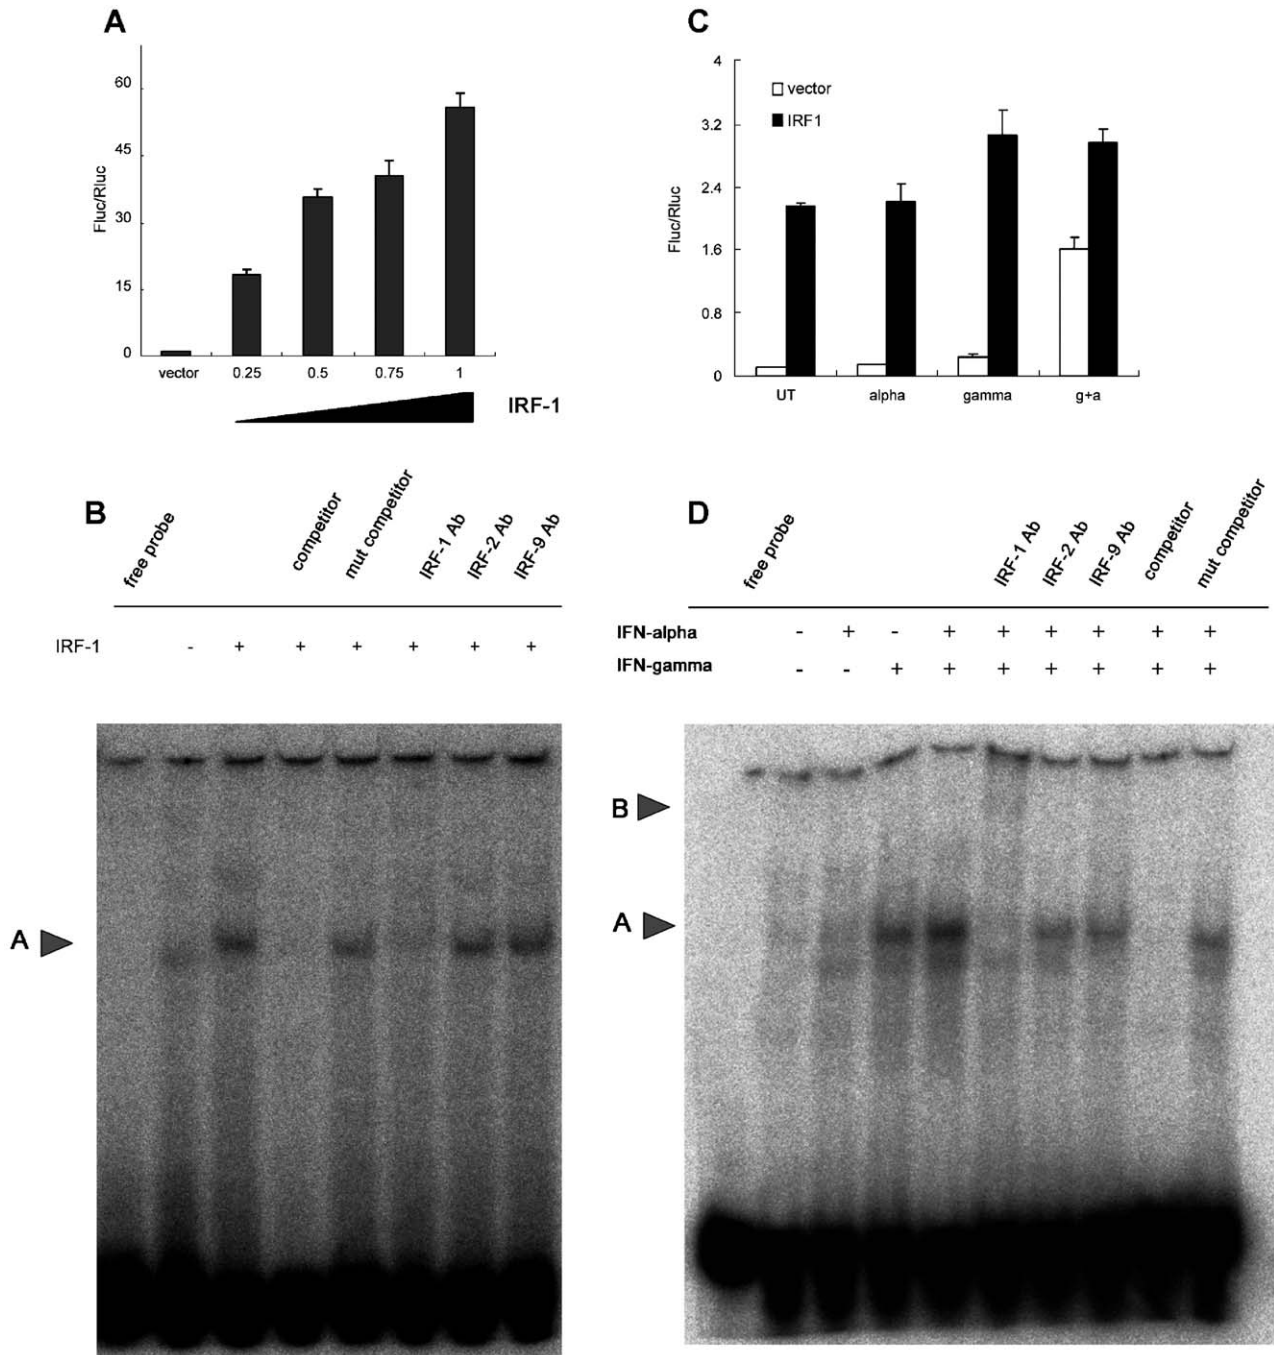 A
Fluc/Rluc
60
45
30
15
0
vector 0.25 0.5 0.75 1
IRF-1
C
Fluc/Rluc
4
3.2
2.4
1.6
0.8
0
vector
IRF1
UT alpha gamma g+a
B
free probe
competitor
mut competitor
IRF-1 Ab
IRF-2 Ab
IRF-9 Ab
IRF-1 - + + + + + +
A
D
free probe
IRF-1 Ab
IRF-2 Ab
IRF-9 Ab
competitor
mut competitor
IFN-alpha - + - + + + + + +
IFN-gamma - - + + + + + + +
B
A